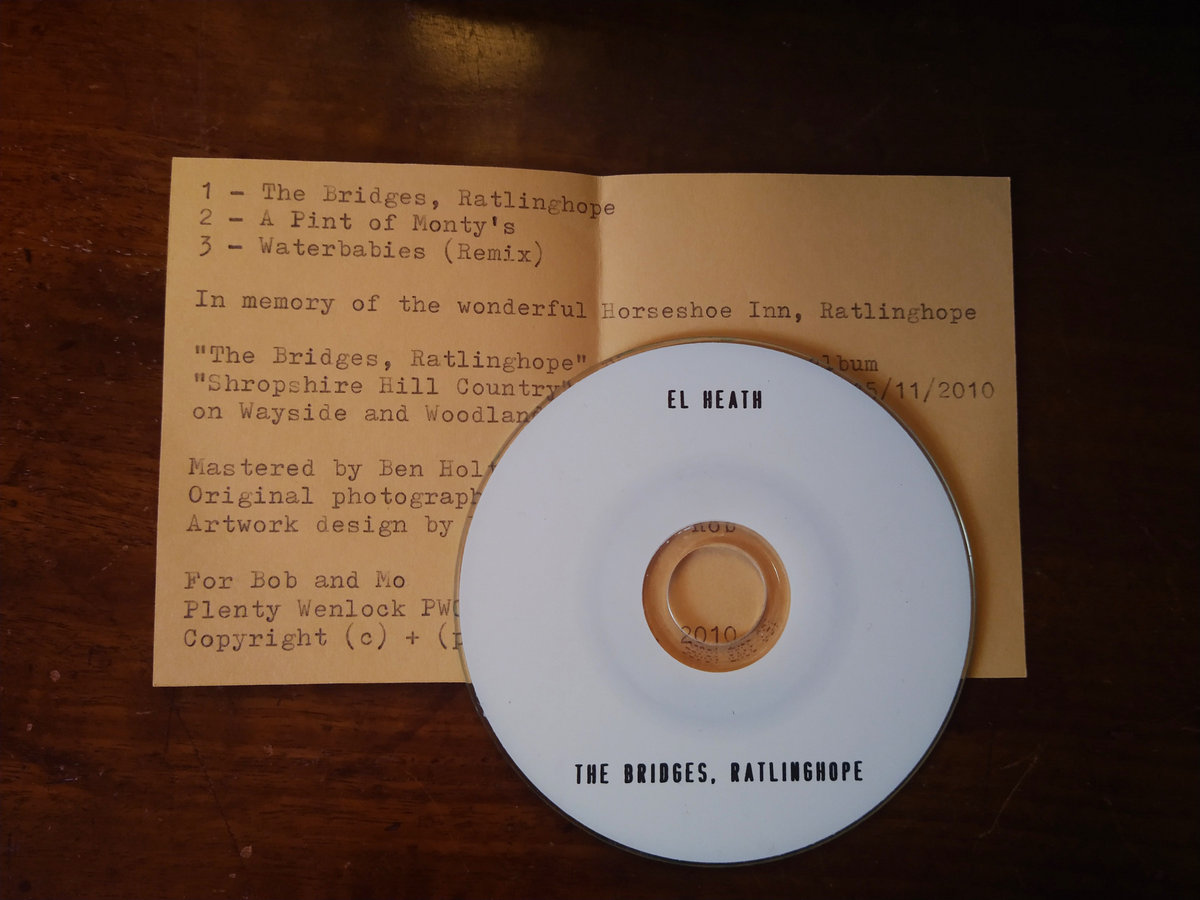 1 - The Bridges, Ratlinghope
2 - A Pint of Monty's
3 - Waterbabies (Remix)
In memory of the wonderful Horseshoe Inn, Ratlinghope
"The Bridges, Ratlinghope"
"Shropshire Hill Country" /11/2010
on Wayside and
Mastered by Ben
Original
Artwork design by
For Bob and Mo
Plenty Wenlock
Copyright (c) + 2010
EL HEATH
THE BRIDGES, RATLINGHOPE